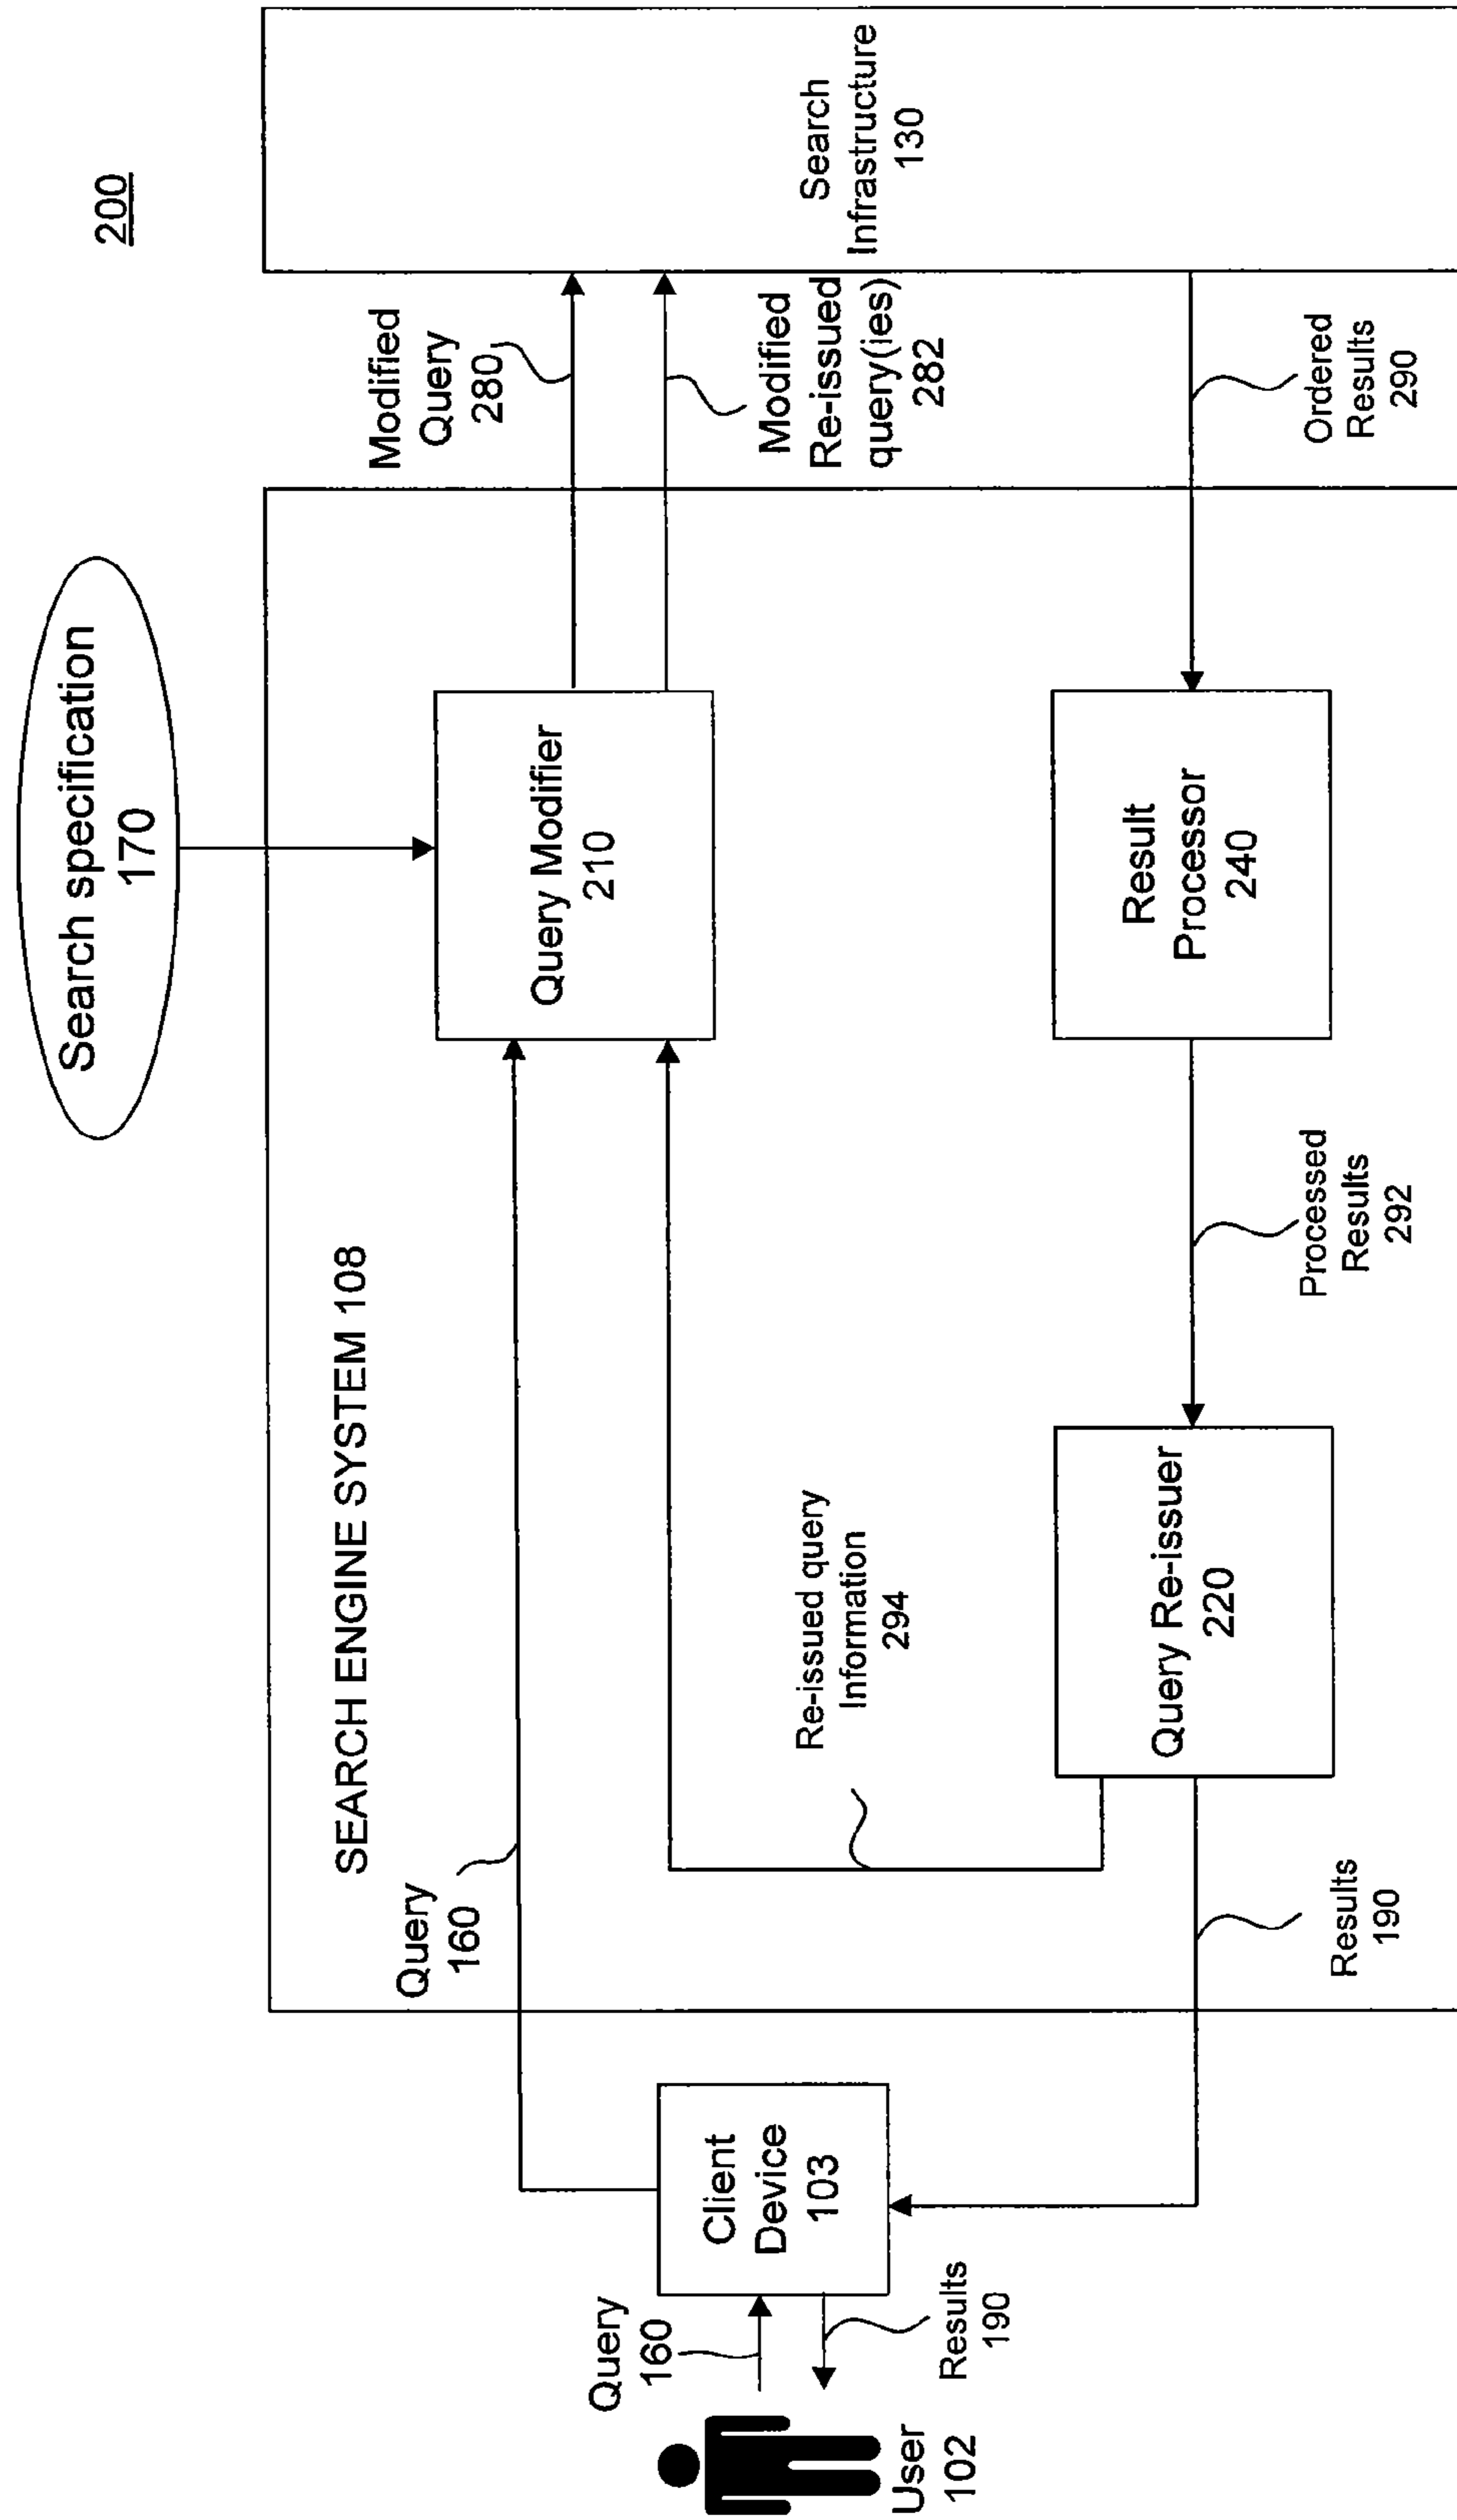 200
Search specification
170
SEARCH ENGINE SYSTEM 108
Query
160
Query Modifier
210
Modified
Query
280
Modified
Re-issued
query(ies)
282
Search
Infrastructure
130
Query
160
User
102
Client
Device
103
Results
190
Re-issued query
Information
294
Query Re-issuer
220
Results
190
Processed
Results
292
Result
Processor
240
Ordered
Results
290